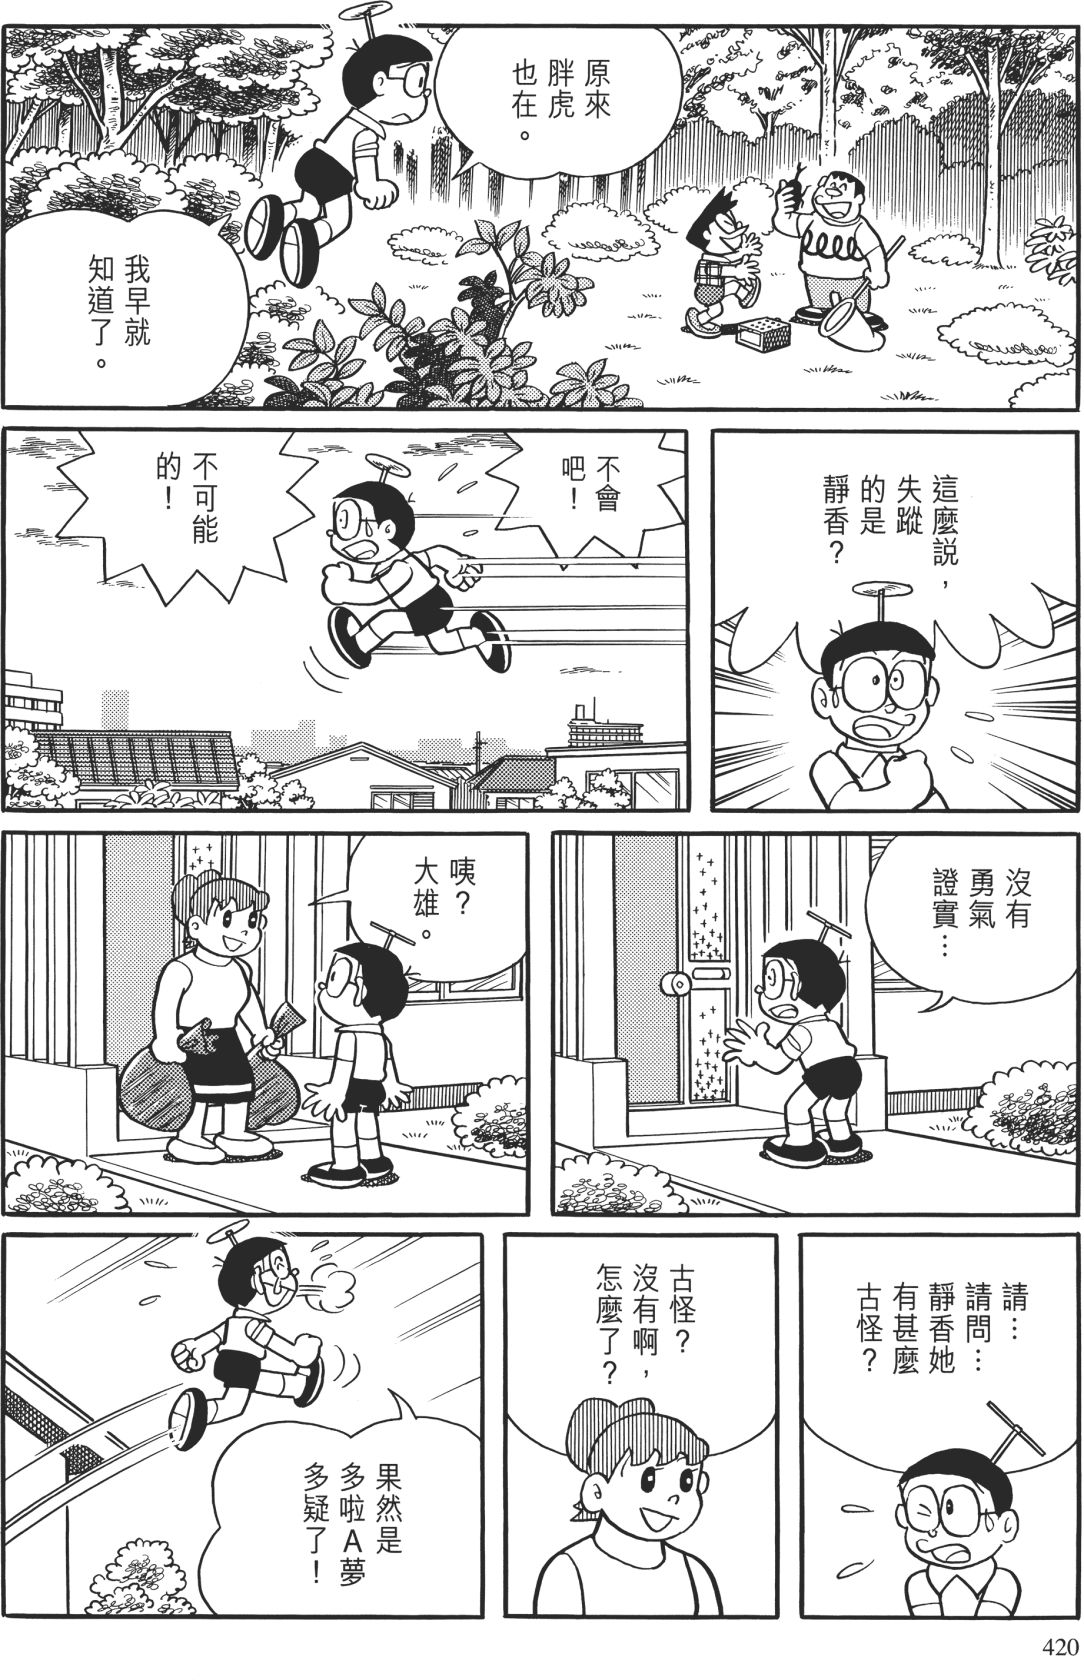 原來
胖虎
也在。
我早就
知道了。
這麼説，
失蹤
的是
靜香？
不會
吧！
不可能
的！
沒有
勇氣
證實…
咦？
大雄。
請…
請問…
靜香她
有甚麼
古怪？
古怪？
沒有啊，
怎麼了？
果然是
多啦A夢
多疑了！
420